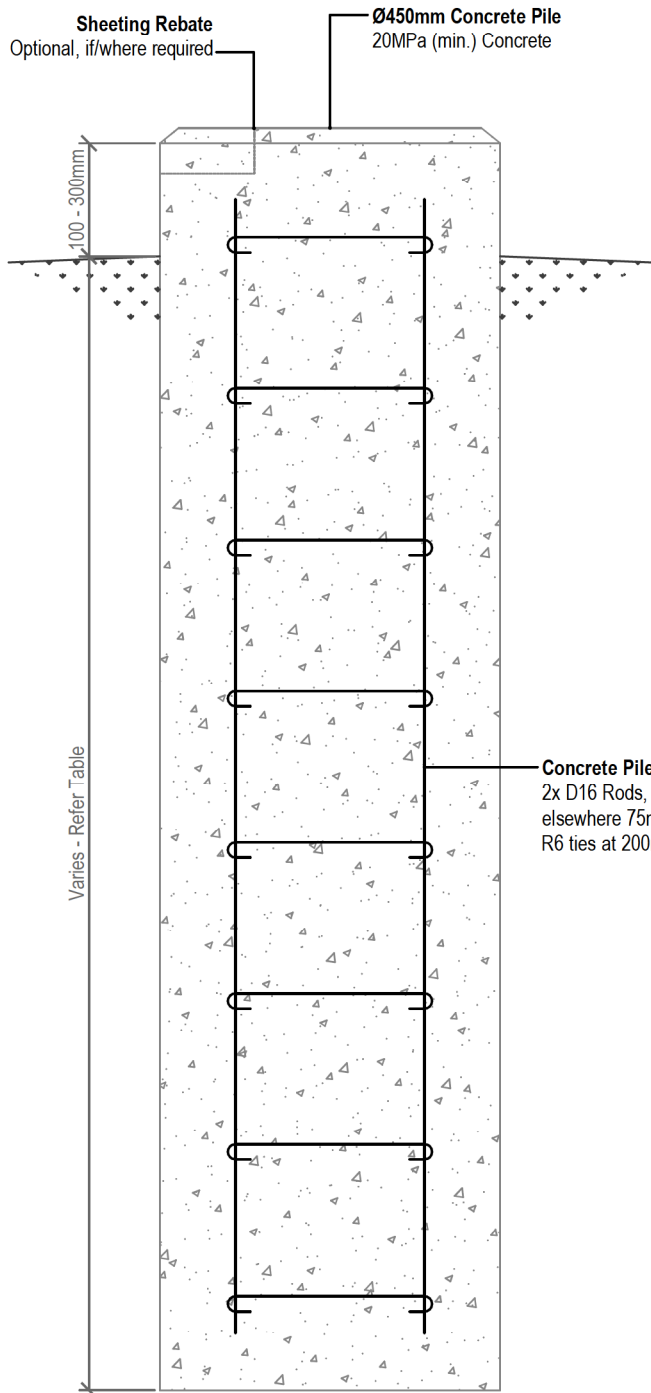 Sheeting Rebate
Optional, if/where required
Ø450mm Concrete Pile
20MPa (min.) Concrete
100 - 300mm
Varies - Refer Table
Concrete Pile
2x D16 Rods,
elsewhere
R6 ties at 200